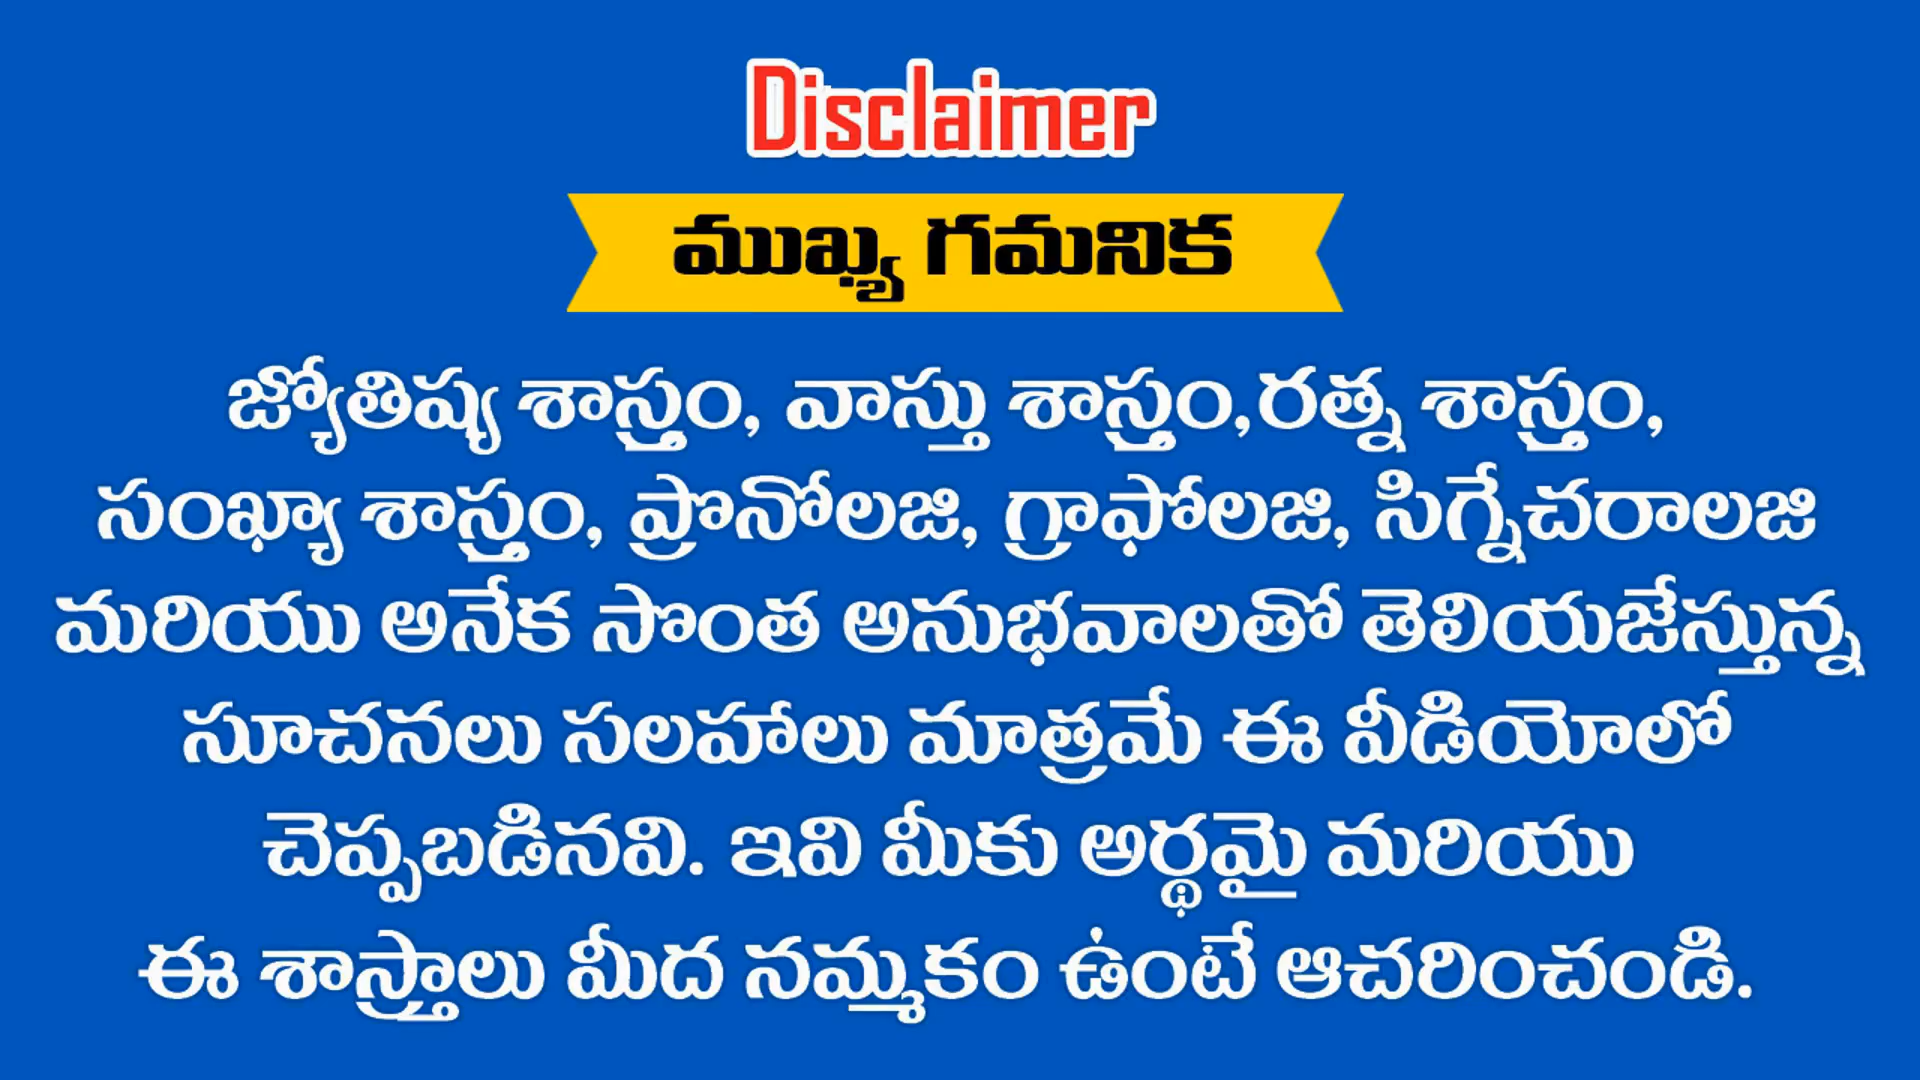 Disclaimer
ముఖ్య గమనిక
జ్యోతిష్య శాస్త్రం, వాస్తు శాస్త్రం,రత్న శాస్త్రం,
సంఖ్యా శాస్త్రం, ప్రొనోలజి, గ్రాఫోలజి, సిగ్నేచరాలజి
మరియు అనేక సొంత అనుభవాలతో తెలియజేస్తున్న
సూచనలు సలహాలు మాత్రమే ఈ వీడియోలో
చెప్పబడినవి. ఇవి మీకు అర్థమై మరియు
ఈ శాస్త్రాలు మీద నమ్మకం ఉంటే ఆచరించండి.